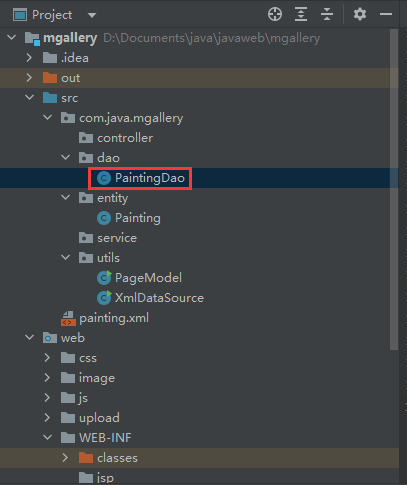 Project
mgallery D:\Documents\java\javaweb\mgallery
.idea
out
src
com.java.mgallery
controller
dao
PaintingDao
entity
Painting
service
utils
PageModel
XmlDataSource
painting.xml
web
css
image
js
upload
WEB-INF
classes
jsp